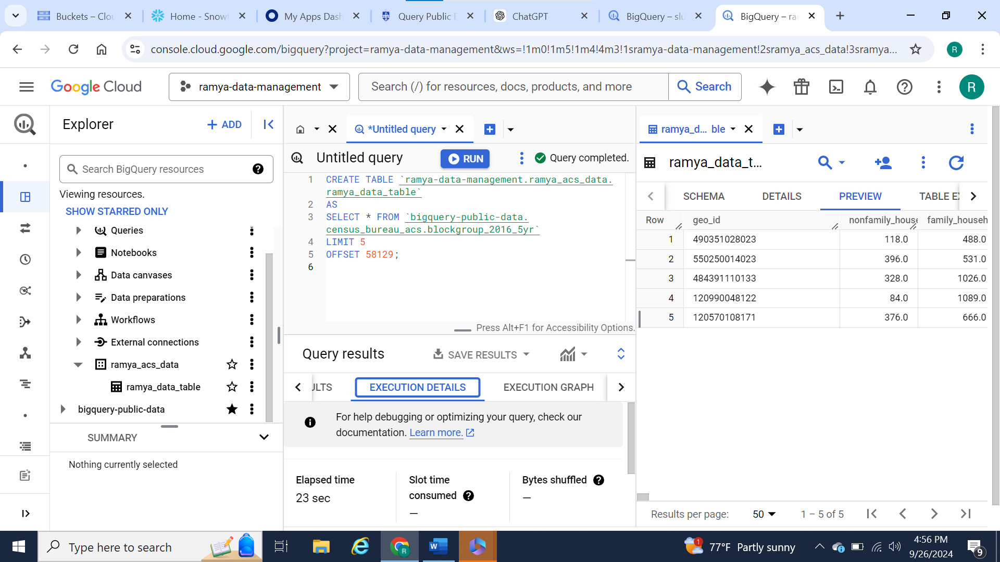 Buckets – Clou
Home - Snowf
My Apps Dash
Query Public D
ChatGPT
BigQuery – slu
BigQuery – ra
console.cloud.google.com/bigquery?project=ramya-data-management&ws=!1m0!1m5!1m4!4m3!1sramya-data-management!2sramya_acs_data!3sramya...
R
Google Cloud
ramya-data-management
Search (/) for resources, docs, products, and more
Search
R
Explorer
+ ADD
Search BigQuery resources
Viewing resources.
SHOW STARRED ONLY
Queries
Notebooks
Data canvases
Data preparations
Workflows
External connections
ramya_acs_data
ramya_data_table
bigquery-public-data
SUMMARY
Nothing currently selected
*Untitled query
Untitled query
RUN
Query completed.
1 CREATE TABLE `ramya-data-management.ramya_acs_data.
ramya_data_table`
2 AS
3 SELECT * FROM `bigquery-public-data.
census_bureau_acs.blockgroup_2016_5yr`
4 LIMIT 5
5 OFFSET 58129;
6
Press Alt+F1 for Accessibility Options.
Query results
SAVE RESULTS
ULTS
EXECUTION DETAILS
EXECUTION GRAPH
For help debugging or optimizing your query, check our
documentation. Learn more.
Elapsed time
23 sec
Slot time
consumed
—
Bytes shuffled
—
ramya_d... ble
ramya_data_t...
SCHEMA
DETAILS
PREVIEW
TABLE EX
Row geo_id nonfamily_house family_househ
1 490351028023 118.0 488.0
2 550250014023 396.0 531.0
3 484391110133 328.0 1026.0
4 120990048122 84.0 1089.0
5 120570108171 376.0 666.0
Results per page: 50 1 – 5 of 5
Type here to search
R
W
1
77°F Partly sunny
4:56 PM
9/26/2024
9